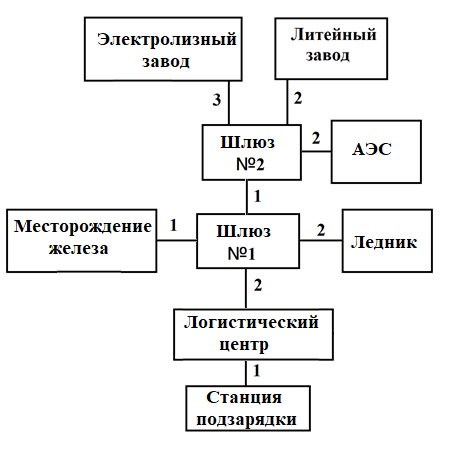 Электролизный
завод
Литейный
завод
3
2
Шлюз
№2
2
АЭС
1
Месторождение
железа
1
Шлюз
№1
2
Ледник
2
Логистический
центр
1
Станция
подзарядки